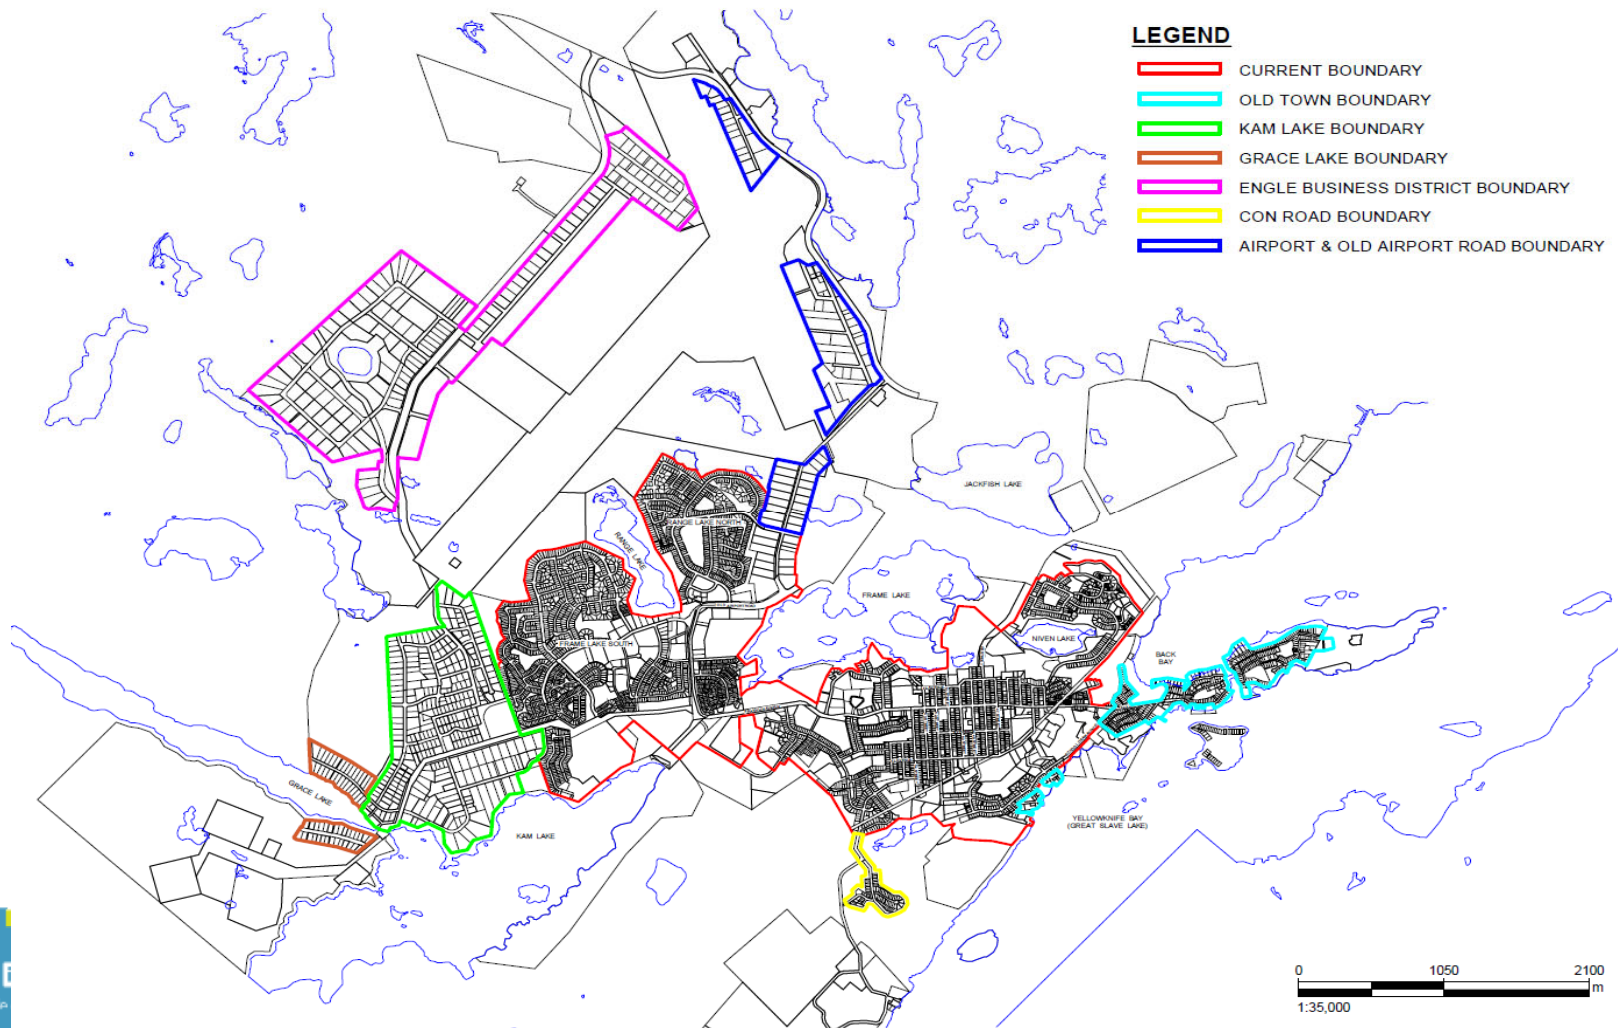 LEGEND
CURRENT BOUNDARY
OLD TOWN BOUNDARY
KAM LAKE BOUNDARY
GRACE LAKE BOUNDARY
ENGLE BUSINESS DISTRICT BOUNDARY
CON ROAD BOUNDARY
AIRPORT & OLD AIRPORT ROAD BOUNDARY
JACKFISH LAKE
RANGE LAKE NORTH
RANGE LAKE
FRAME LAKE
FRAME LAKE SOUTH
NIVEN LAKE
BACK
BAY
GRACE LAKE
KAM LAKE
YELLOWKNIFE BAY
(GREAT SLAVE LAKE)
0 1050 2100
m
1:35,000